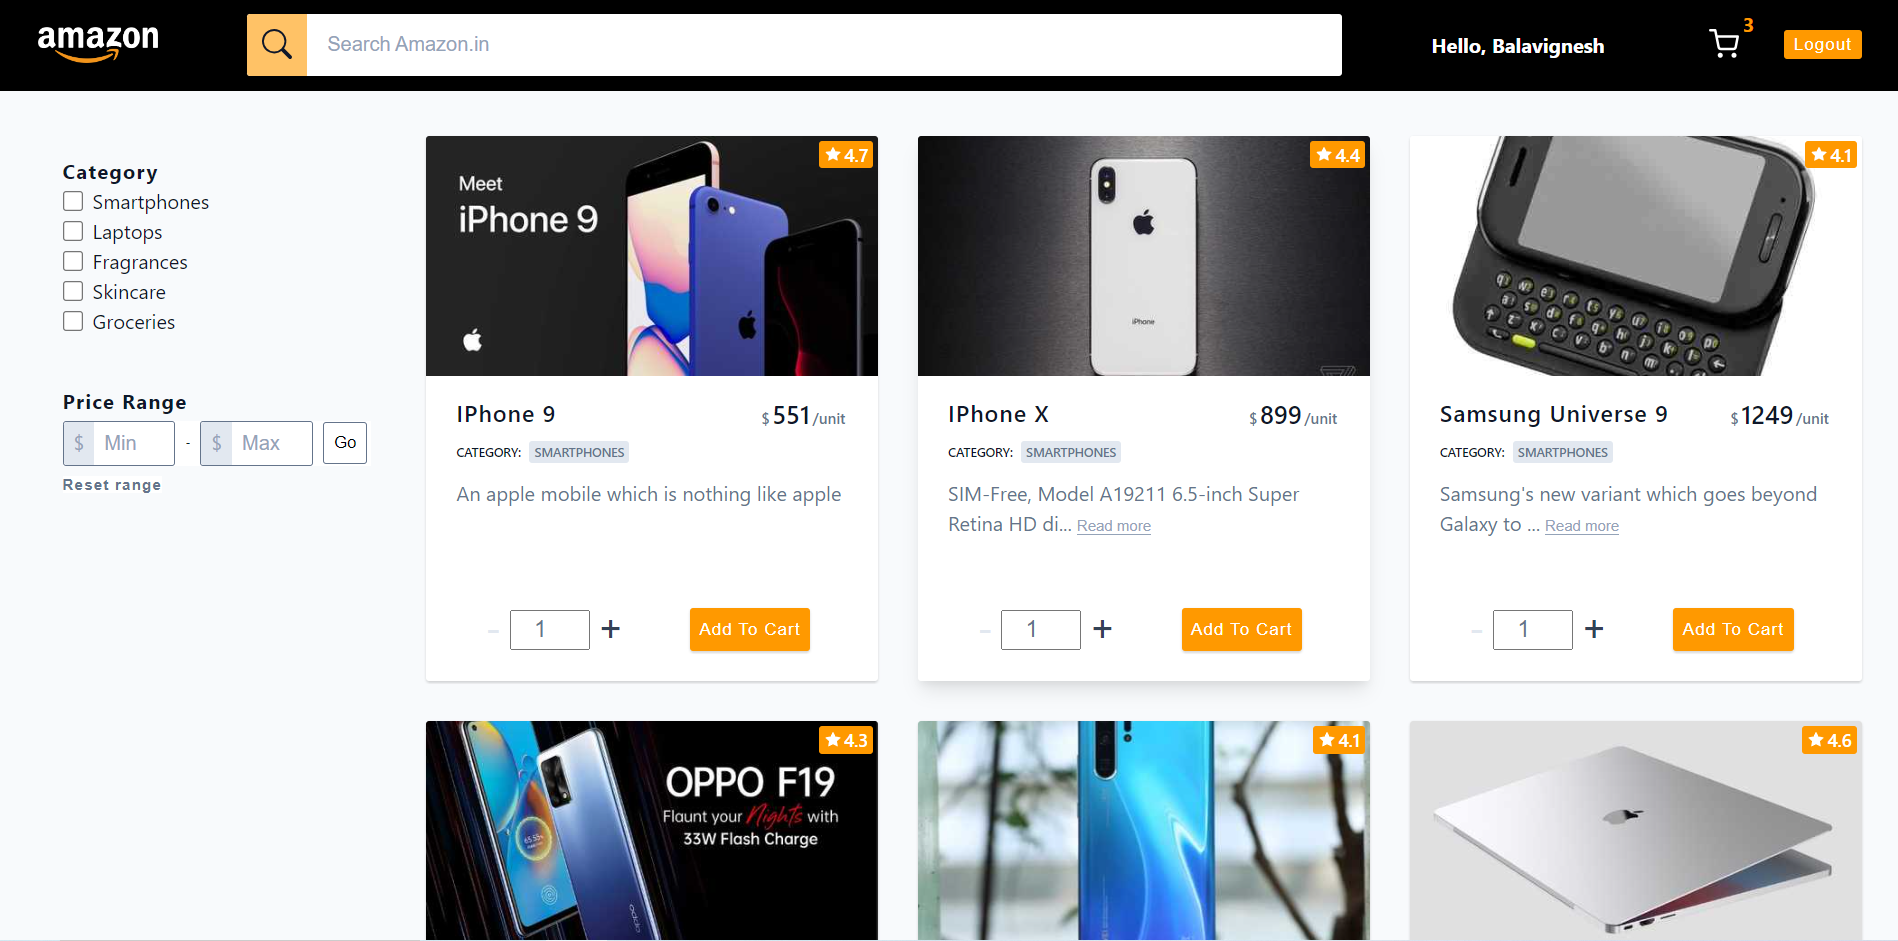 amazon
Search Amazon.in
Hello, Balavignesh
3
Logout
Category
Smartphones
Laptops
Fragrances
Skincare
Groceries
Price Range
$ Min - $ Max Go
Reset range
4.7
Meet
iPhone 9
IPhone 9
$ 551 /unit
CATEGORY: SMARTPHONES
An apple mobile which is nothing like apple
- 1 + Add To Cart
4.4
iPhone
IPhone X
$ 899 /unit
CATEGORY: SMARTPHONES
SIM-Free, Model A19211 6.5-inch Super
Retina HD di... Read more
- 1 + Add To Cart
4.1
Samsung Universe 9
$ 1249 /unit
CATEGORY: SMARTPHONES
Samsung's new variant which goes beyond
Galaxy to ... Read more
- 1 + Add To Cart
4.3
OPPO F19
Flaunt your Nights with
33W Flash Charge
oppo
4.1
4.6